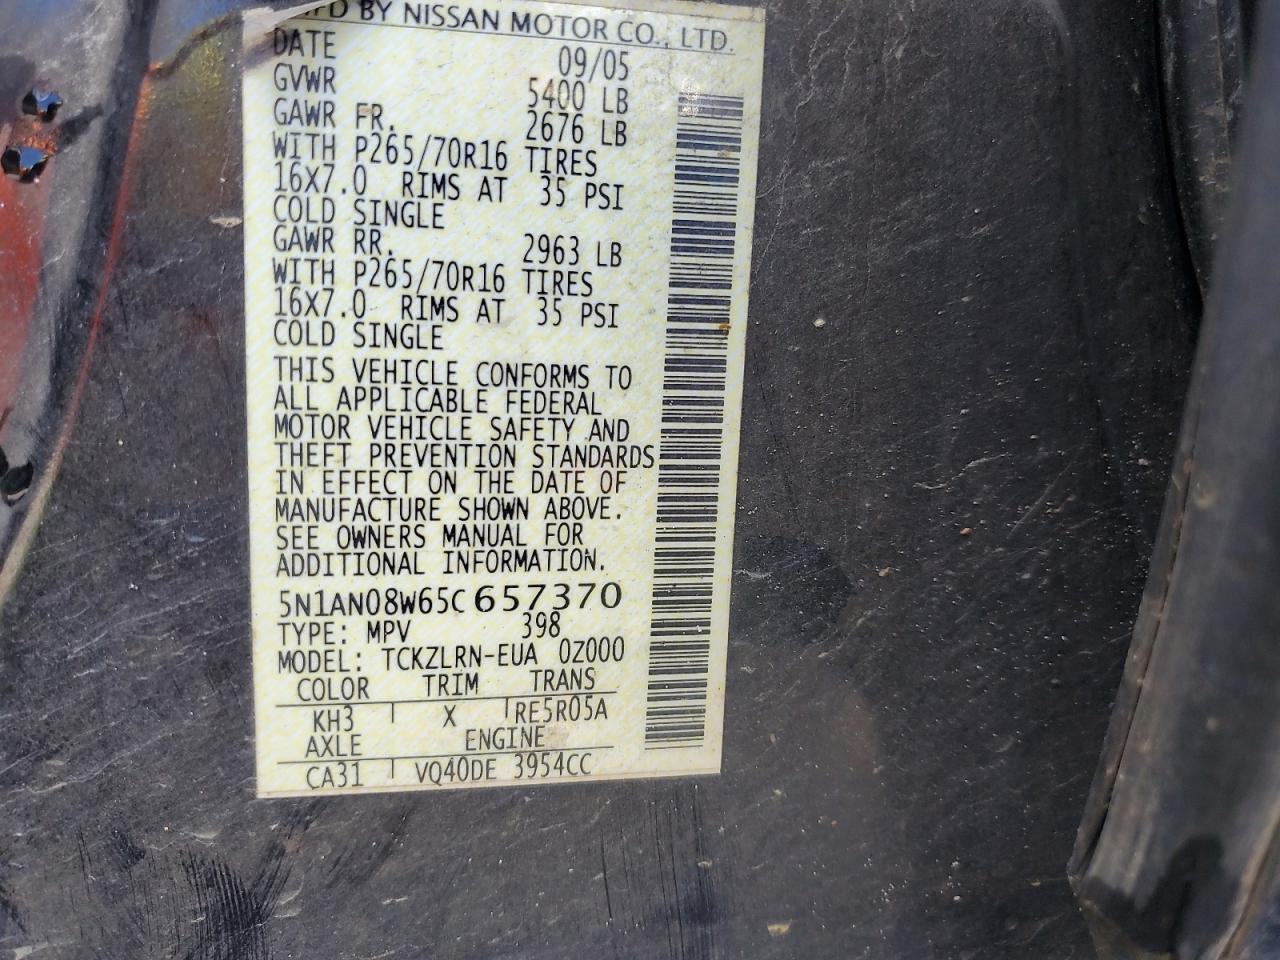 MFD BY NISSAN MOTOR CO., LTD.
DATE 09/05
GVWR 5400 LB
GAWR FR. 2676 LB
WITH P265/70R16 TIRES
16X7.0 RIMS AT 35 PSI
COLD SINGLE
GAWR RR. 2963 LB
WITH P265/70R16 TIRES
16X7.0 RIMS AT 35 PSI
COLD SINGLE
THIS VEHICLE CONFORMS TO
ALL APPLICABLE FEDERAL
MOTOR VEHICLE SAFETY AND
THEFT PREVENTION STANDARDS
IN EFFECT ON THE DATE OF
MANUFACTURE SHOWN ABOVE.
SEE OWNERS MANUAL FOR
ADDITIONAL INFORMATION.
5N1AN08W65C657370
TYPE: MPV 398
MODEL: TCKZLRN-EUA 0Z000
COLOR TRIM TRANS
KH3 X RE5R05A
AXLE ENGINE
CA31 VQ40DE 3954CC